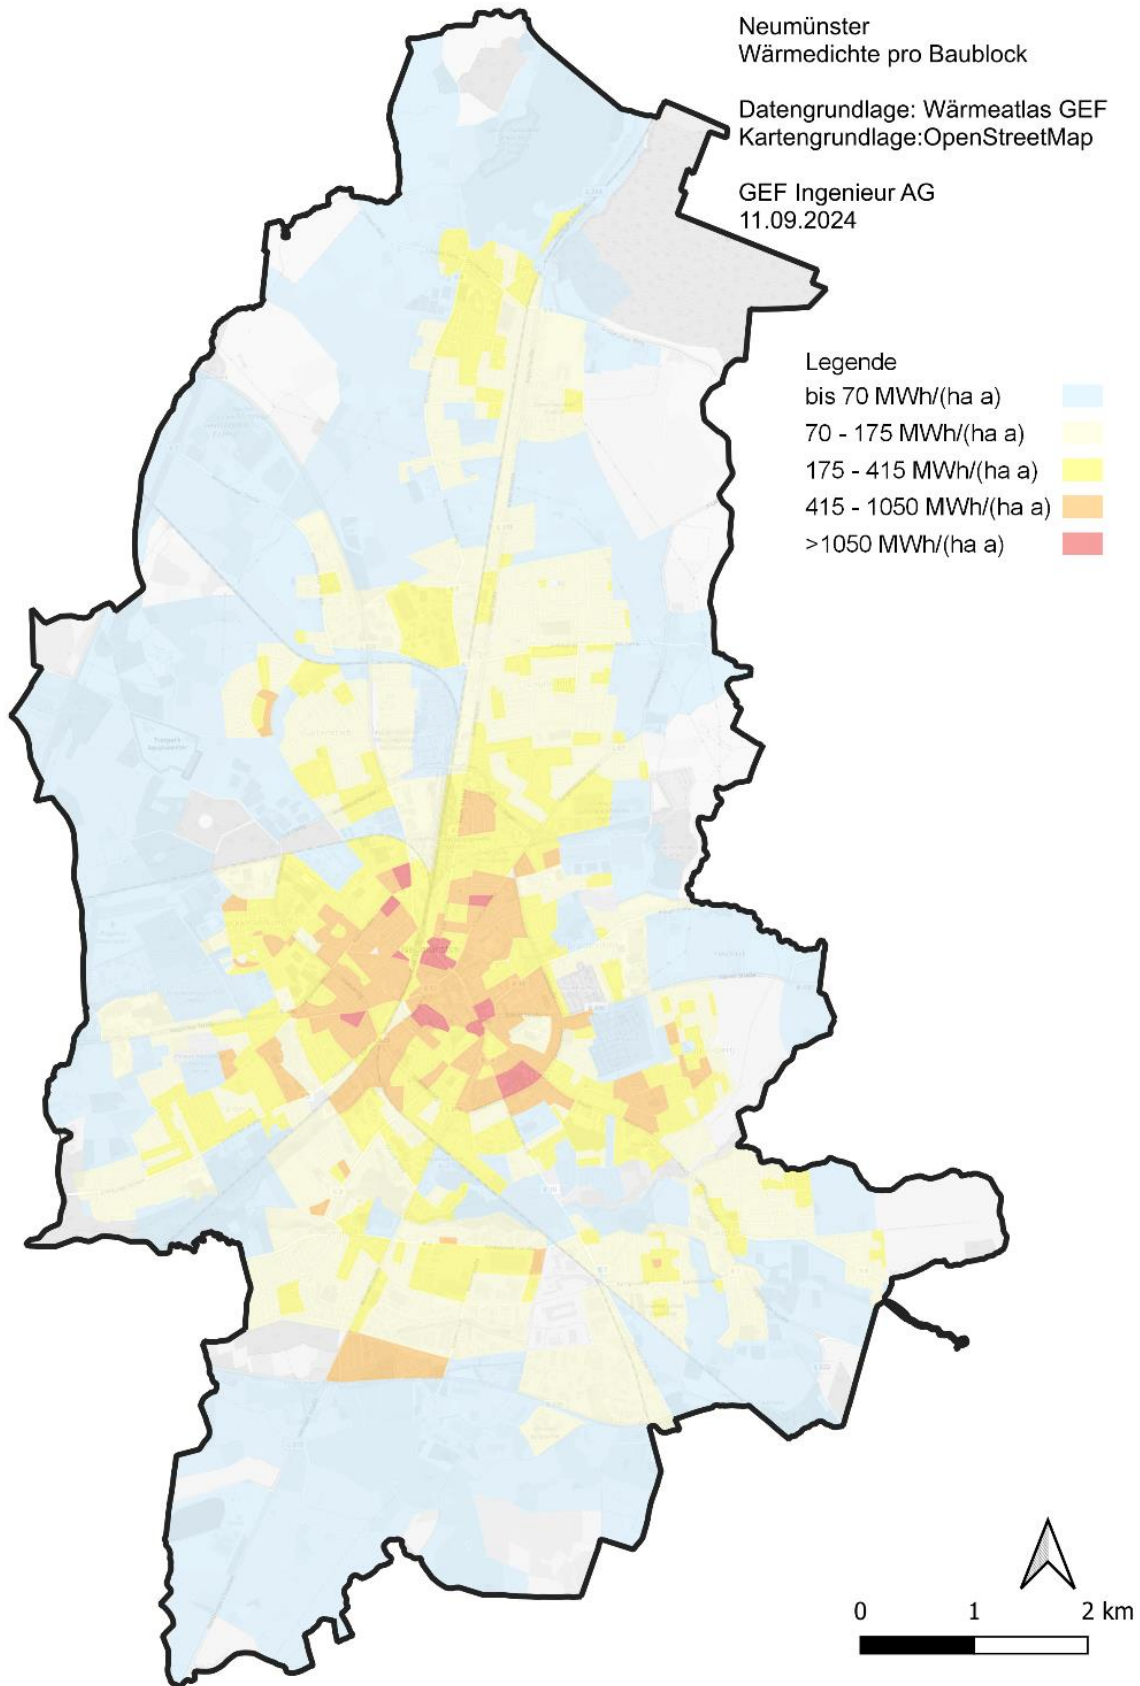 Neumünster
Wärmedichte pro Baublock
Datengrundlage: Wärmeatlas GEF
Kartengrundlage:OpenStreetMap
GEF Ingenieur AG
11.09.2024
Legende
bis 70 MWh/(ha a)
70 - 175 MWh/(ha a)
175 - 415 MWh/(ha a)
415 - 1050 MWh/(ha a)
>1050 MWh/(ha a)
0 1 2 km